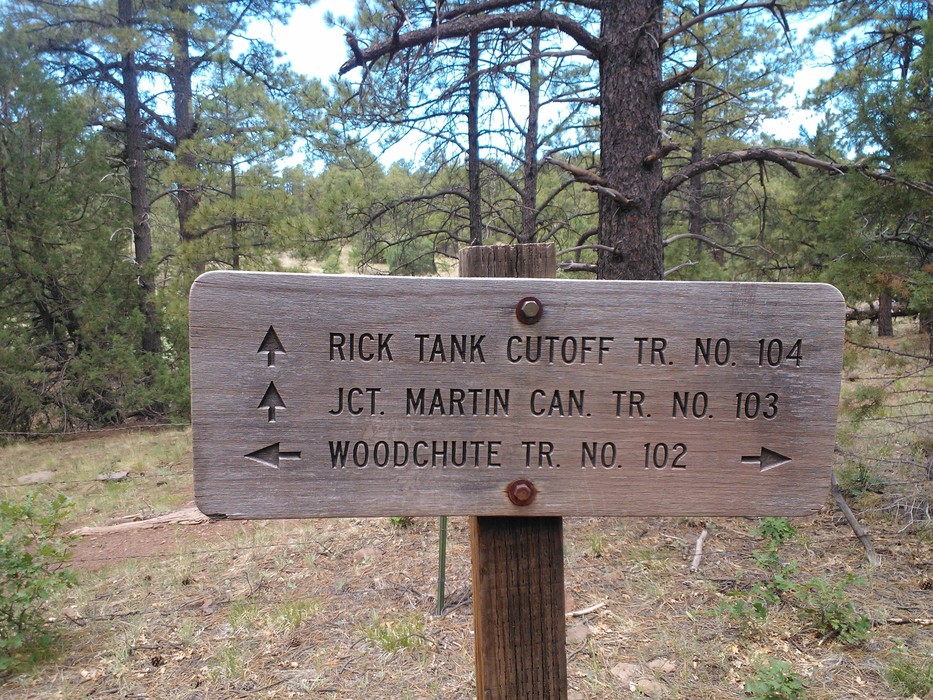 RICK TANK CUTOFF TR. NO. 104
JCT. MARTIN CAN. TR. NO. 103
WOODCHUTE TR. NO. 102